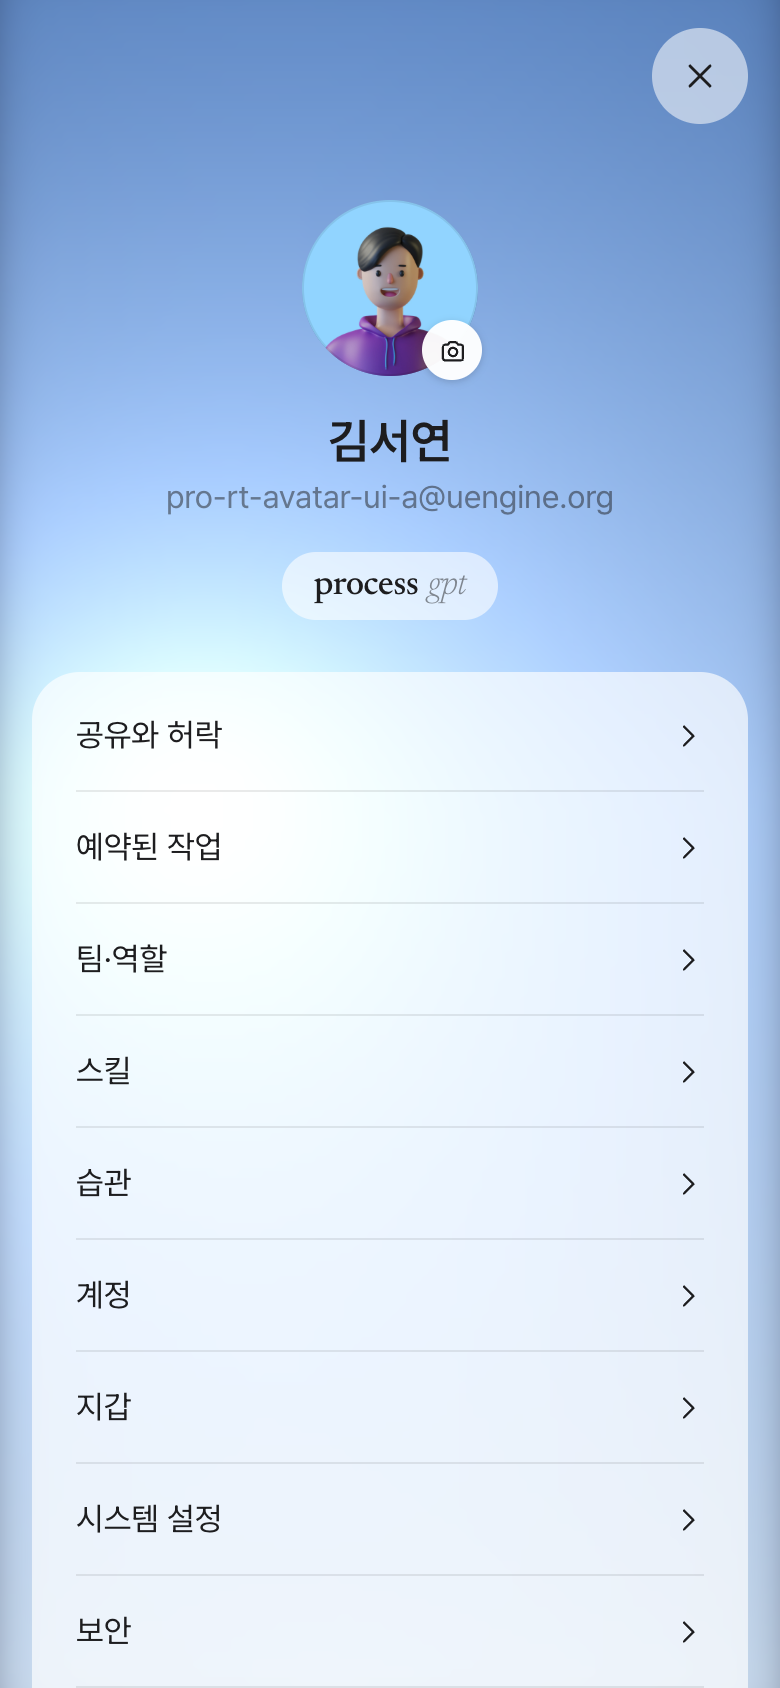 김서연
pro-rt-avatar-ui-a@uengine.org
process gpt
공유와 허락
예약된 작업
팀·역할
스킬
습관
계정
지갑
시스템 설정
보안